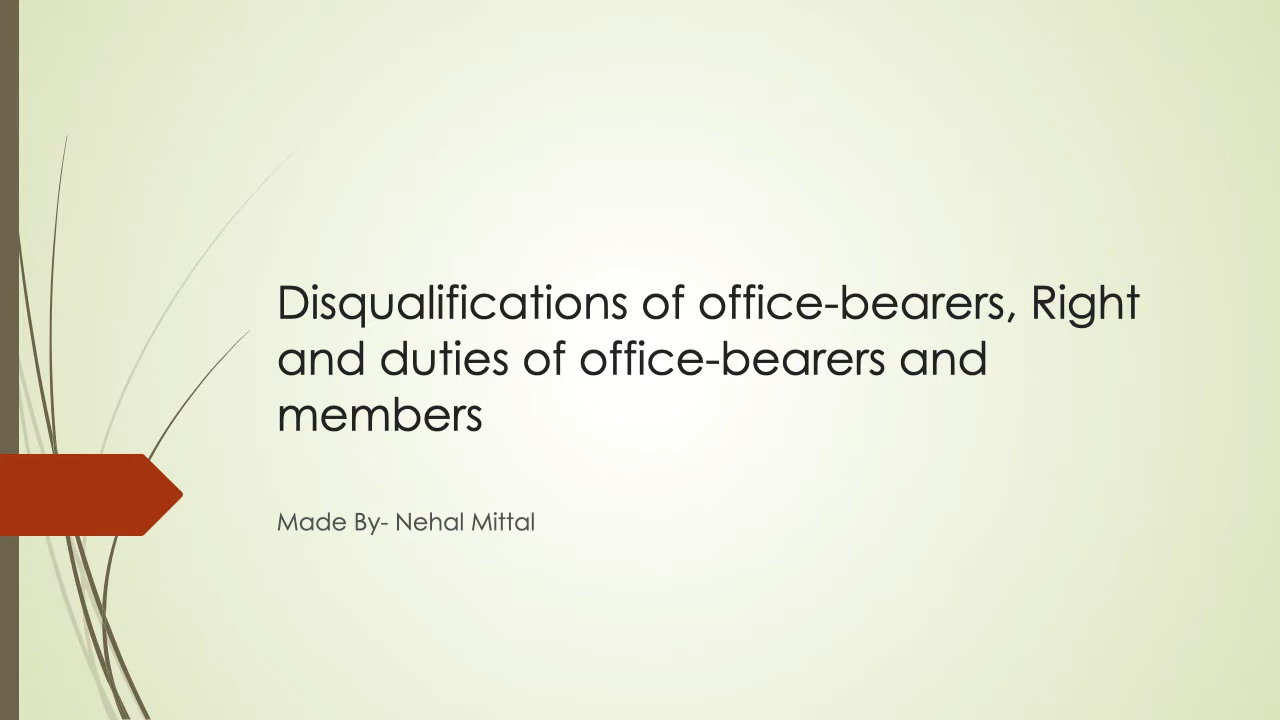 Disqualifications of office-bearers, Right
and duties of office-bearers and
members
Made By- Nehal Mittal